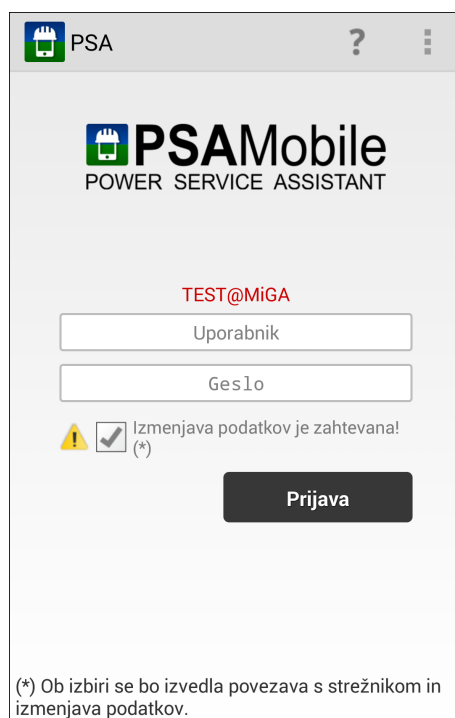 PSA ?
PSAMobile
POWER SERVICE ASSISTANT
TEST@MiGA
Uporabnik
Geslo
Izmenjava podatkov je zahtevana!
(*)
Prijava
(*) Ob izbiri se bo izvedla povezava s strežnikom in
izmenjava podatkov.